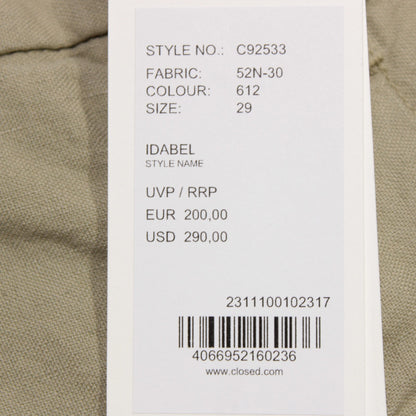 STYLE NO.: C92533
FABRIC: 52N-30
COLOUR: 612
SIZE: 29
IDABEL
STYLE NAME
UVP / RRP
EUR 200,00
USD 290,00
2311100102317
4066952160236
www.closed.com